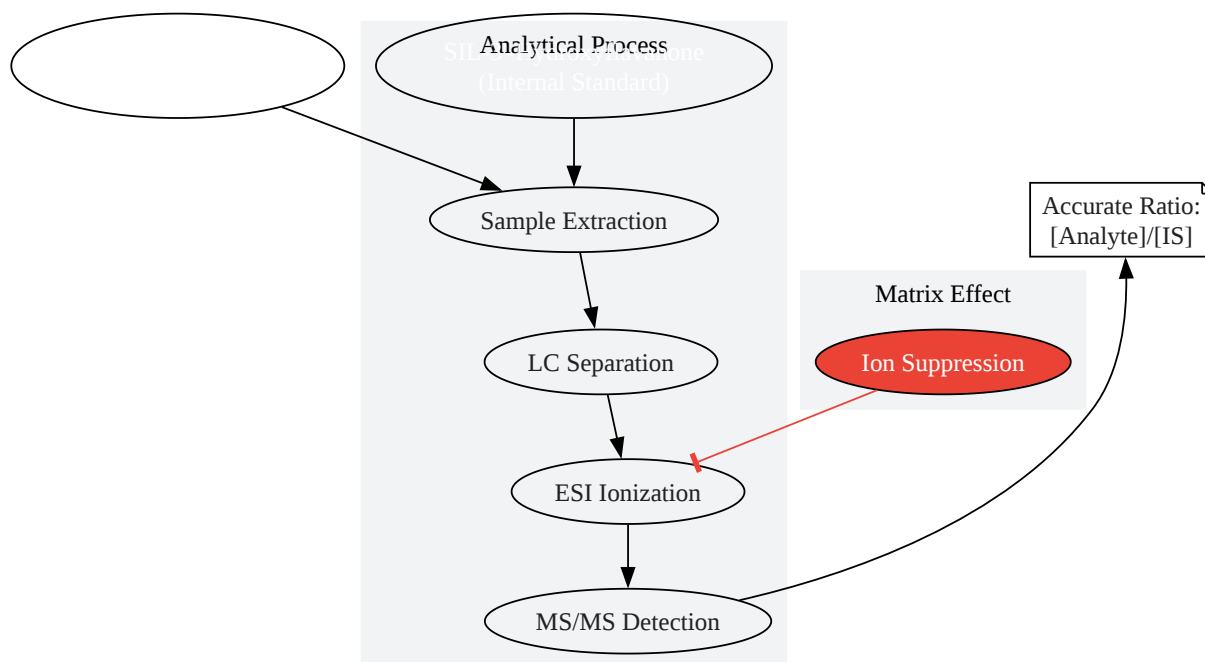 Analytical Process
(Internal Standard)
Sample Extraction
Accurate Ratio:
[Analyte]/[IS]
Matrix Effect
LC Separation
Ion Suppression
ESI Ionization
MS/MS Detection